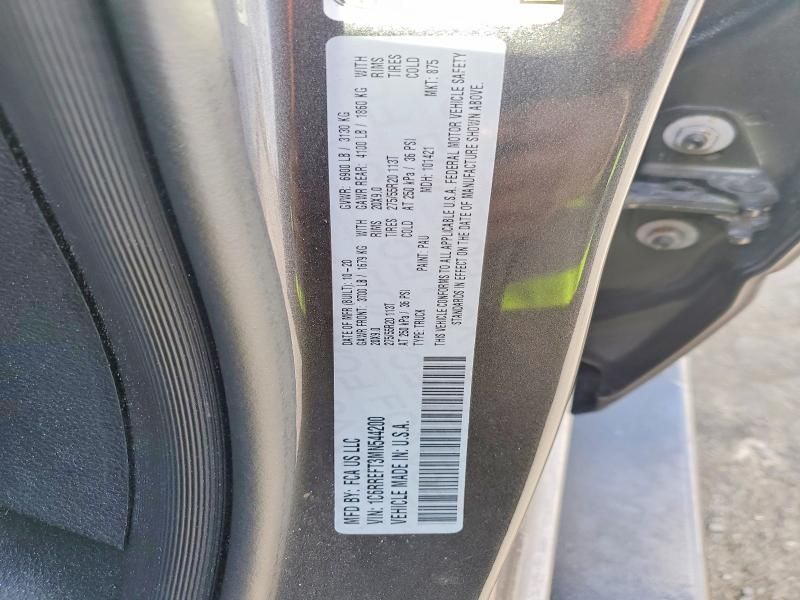 MFD BY: FCA US LLC
DATE OF MFR (BUILT): 10-20 GVWR: 6900 LB / 3130 KG
GAWR FRONT: 3700 LB / 1679 KG WITH GAWR REAR: 4100 LB / 1860 KG WITH
20X9.0 RIMS 20X9.0 RIMS
275/55R20 113T TIRES 275/55R20 113T TIRES
AT 250 kPa / 36 PSI COLD AT 250 kPa / 36 PSI COLD
VIN: 1C6RREFT3MN544200
TYPE: TRUCK PAINT: PAU MDH: 101421 MKT: 875
VEHICLE MADE IN: U.S.A.
THIS VEHICLE CONFORMS TO ALL APPLICABLE U.S.A. FEDERAL MOTOR VEHICLE SAFETY
STANDARDS IN EFFECT ON THE DATE OF MANUFACTURE SHOWN ABOVE.